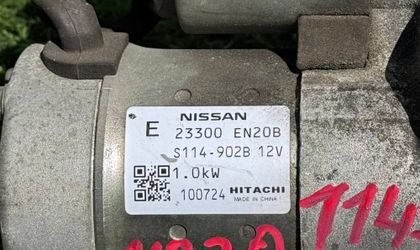 NISSAN
E 23300 EN20B
S114-902B 12V
1.0kW
100724 HITACHI
MADE IN CHINA
114